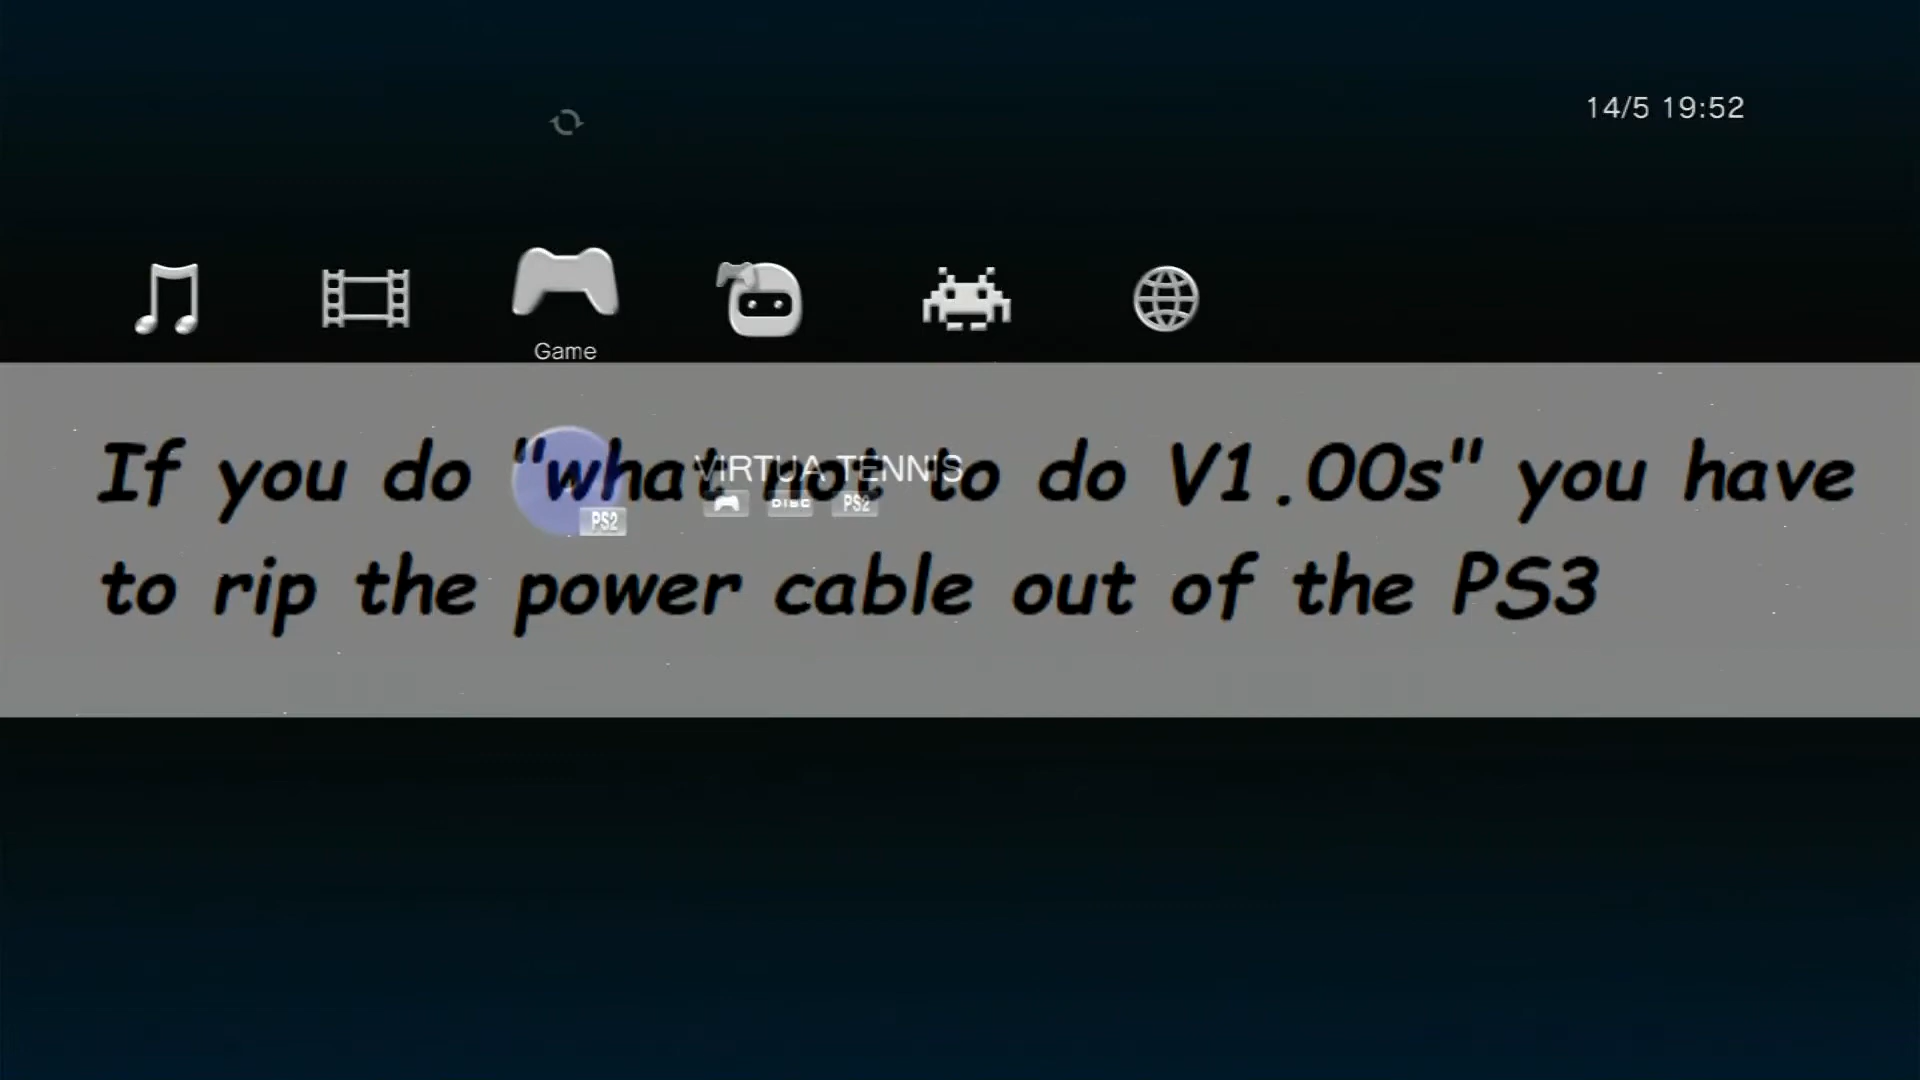 14/5 19:52
Game
If you do "what not to do V1.00s" you have
VIRTUA TENNIS
DISC PS2
PS2
to rip the power cable out of the PS3